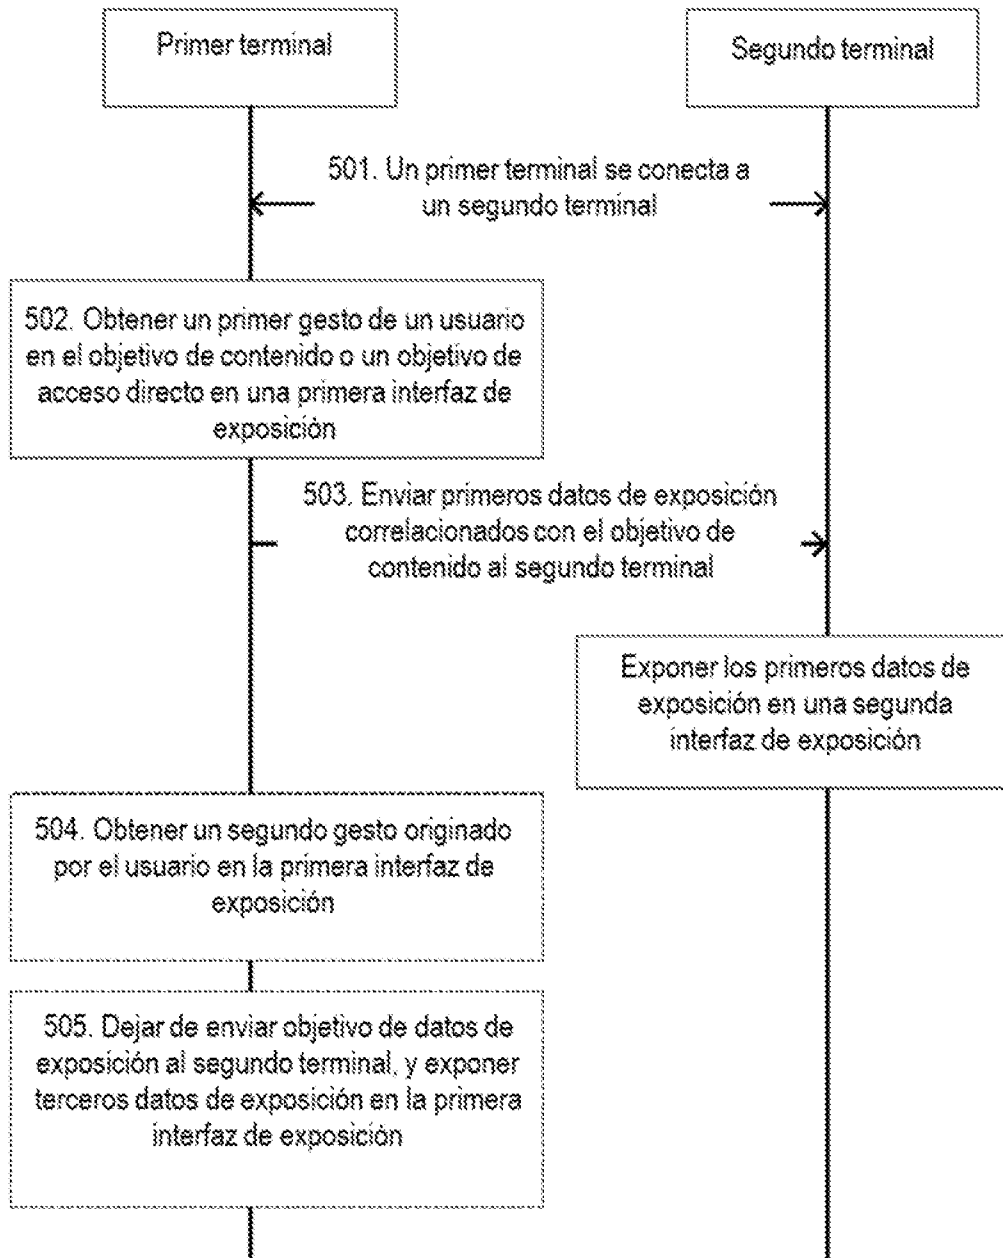 Primer terminal
Segundo terminal
501. Un primer terminal se conecta a
un segundo terminal
502. Obtener un primer gesto de un usuario
en el objetivo de contenido o un objetivo de
acceso directo en una primera interfaz de
exposición
503. Enviar primeros datos de exposición
correlacionados con el objetivo de
contenido al segundo terminal
Exponer los primeros datos de
exposición en una segunda
interfaz de exposición
504. Obtener un segundo gesto originado
por el usuario en la primera interfaz de
exposición
505. Dejar de enviar objetivo de datos de
exposición al segundo terminal, y exponer
terceros datos de exposición en la primera
interfaz de exposición